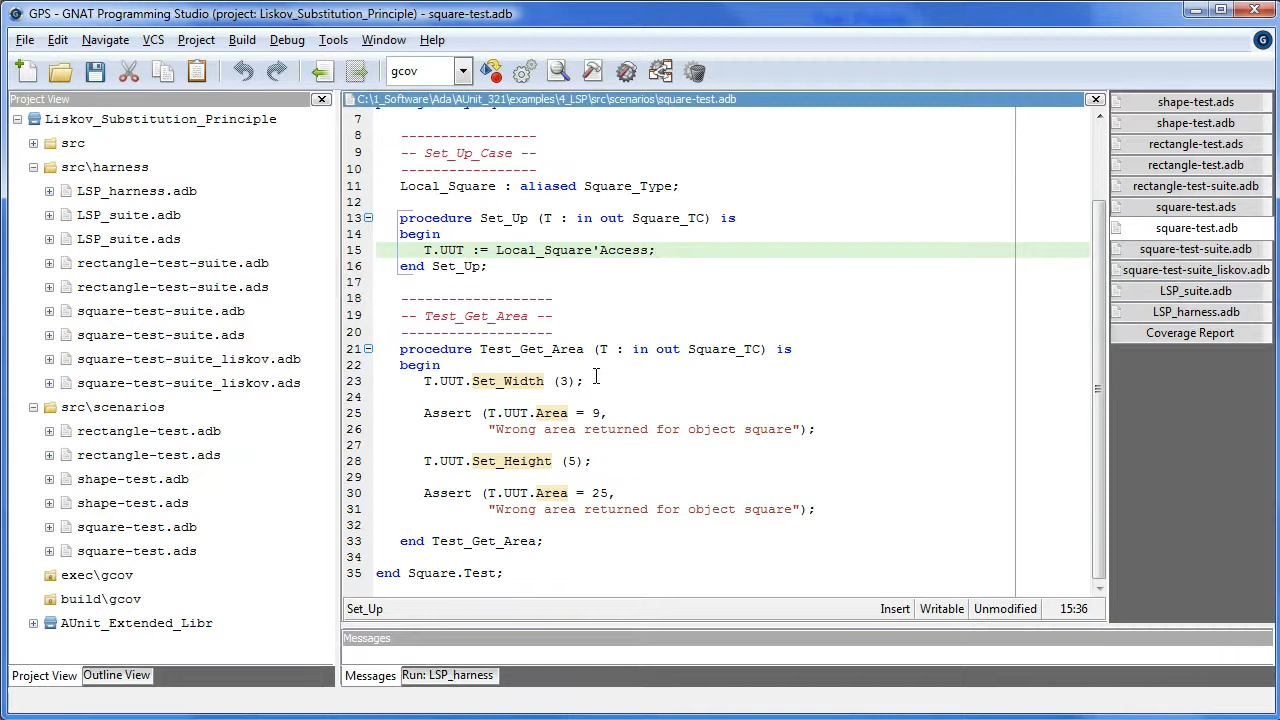 GPS - GNAT Programming Studio (project: Liskov_Substitution_Principle) - square-test.adb
File Edit Navigate VCS Project Build Debug Tools Window Help
gcov
Project View
Liskov_Substitution_Principle
src
src\harness
LSP_harness.adb
LSP_suite.adb
LSP_suite.adb
rectangle-test-suite.adb
rectangle-test-suite.ads
square-test-suite.adb
square-test-suite.ads
square-test-suite_liskov.adb
square-test-suite_liskov.ads
src\scenarios
rectangle-test.adb
rectangle-test.ads
shape-test.adb
shape-test.ads
square-test.adb
square-test.ads
exec\gcov
build\gcov
AUnit_Extended_Libr
Project View Outline View
C:\1_Software\Ada\AUnit_321\examples\4_LSP\src\scenarios\square-test.adb
7
8 ----------------
9 -- Set_Up_Case --
10 ----------------
11 Local_Square : aliased Square_Type;
12
13 procedure Set_Up (T : in out Square_TC) is
14 begin
15 T.UUT := Local_Square'Access;
16 end Set_Up;
17
18 ------------------
19 -- Test_Get_Area --
20 ------------------
21 procedure Test_Get_Area (T : in out Square_TC) is
22 begin
23 T.UUT.Set_Width (3);
24
25 Assert (T.UUT.Area = 9,
26 "Wrong area returned for object square");
27
28 T.UUT.Set_Height (5);
29
30 Assert (T.UUT.Area = 25,
31 "Wrong area returned for object square");
32
33 end Test_Get_Area;
34
35 end Square.Test;
Set_Up Insert Writable Unmodified 15:36
Messages
Messages Run: LSP_harness
shape-test.ads
shape-test.adb
rectangle-test.ads
rectangle-test.adb
rectangle-test-suite.adb
square-test.ads
square-test.adb
square-test-suite.adb
square-test-suite_liskov.adb
LSP_suite.adb
LSP_harness.adb
Coverage Report